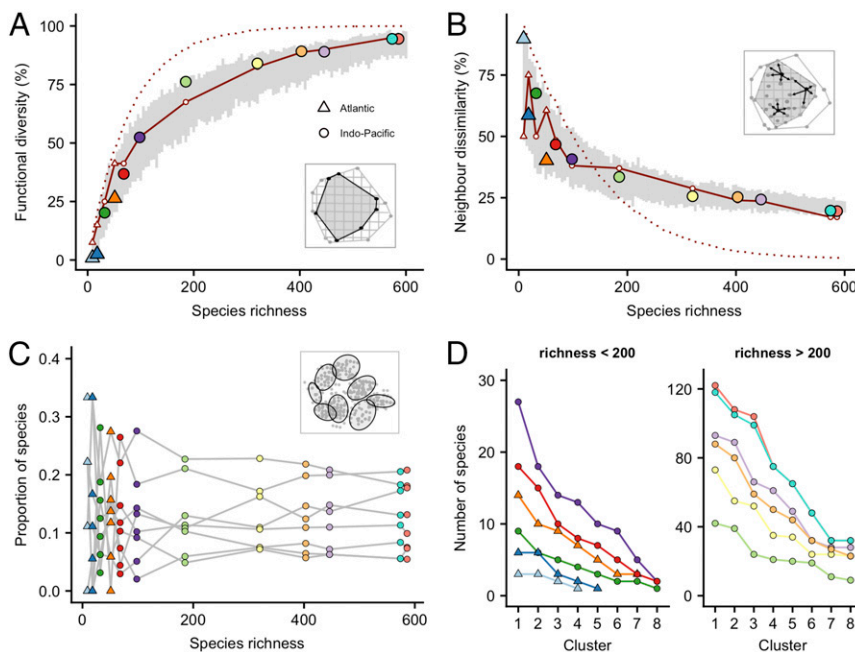 A
Functional diversity (%)
100
75
50
25
0
0
200
400
600
Species richness
Atlantic
Indo-Pacific
B
Neighbour dissimilarity (%)
75
50
25
0
0
200
400
600
Species richness
C
Proportion of species
0.4
0.3
0.2
0.1
0.0
0
100
200
300
400
500
600
Species richness
D
richness < 200
richness > 200
Number of species
30
20
10
0
120
80
40
0
1 2 3 4 5 6 7 8
1 2 3 4 5 6 7 8
Cluster
Cluster